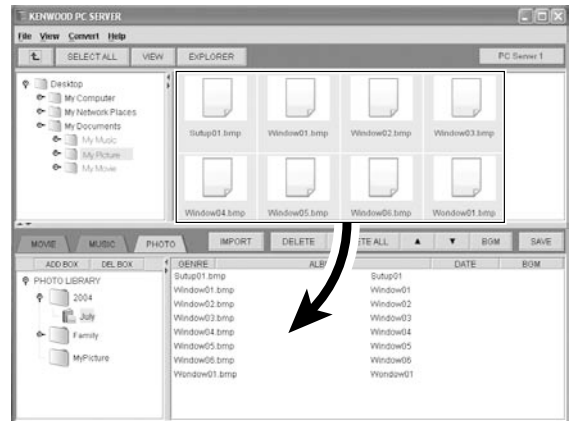 KENWOOD PC SERVER
File View Convert Help
SELECT ALL VIEW EXPLORER PC Server 1
Desktop
My Computer
My Network Places
My Documents
My Music
My Picture
My Movie
Sutup01.bmp Window01.bmp Window02.bmp Window03.bmp
Window04.bmp Window05.bmp Window06.bmp Wondow01.bmp
MOVIE MUSIC PHOTO IMPORT DELETE ETE ALL ▲ ▼ BGM SAVE
ADD BOX DEL BOX GENRE ALB DATE BGM
PHOTO LIBRARY
2004
July
Family
MyPicture
Sutup01.bmp Sutup01
Window01.bmp Window01
Window02.bmp Window02
Window03.bmp Window03
Window04.bmp Window04
Window05.bmp Window05
Window06.bmp Window06
Wondow01.bmp Wondow01